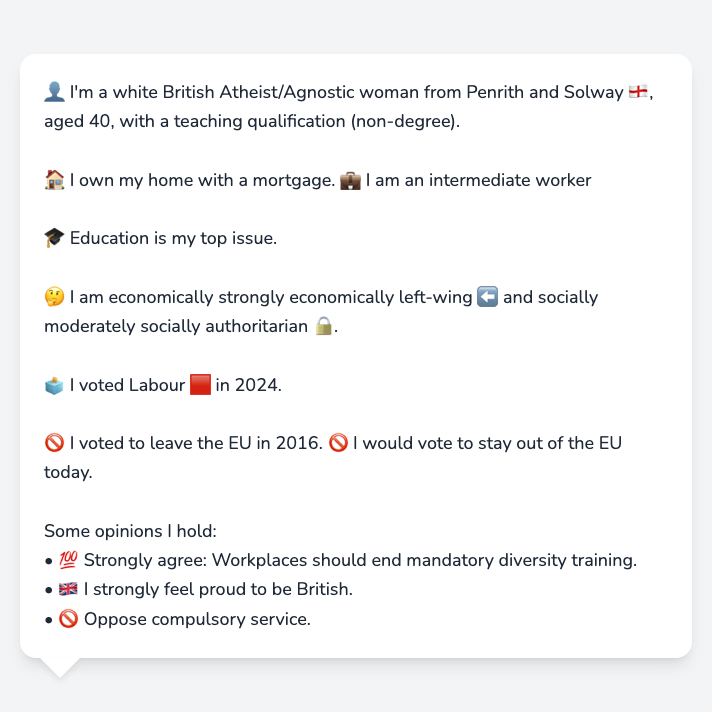 👤 I'm a white British Atheist/Agnostic woman from Penrith and Solway 🏴󠁧󠁢󠁥󠁮󠁧󠁿,
aged 40, with a teaching qualification (non-degree).
🏠 I own my home with a mortgage. 💼 I am an intermediate worker
🎓 Education is my top issue.
🤔 I am economically strongly economically left-wing ⬅️ and socially
moderately socially authoritarian 🔒.
🗳️ I voted Labour 🟥 in 2024.
🚫 I voted to leave the EU in 2016. 🚫 I would vote to stay out of the EU
today.
Some opinions I hold:
• 💯 Strongly agree: Workplaces should end mandatory diversity training.
• 🇬🇧 I strongly feel proud to be British.
• 🚫 Oppose compulsory service.